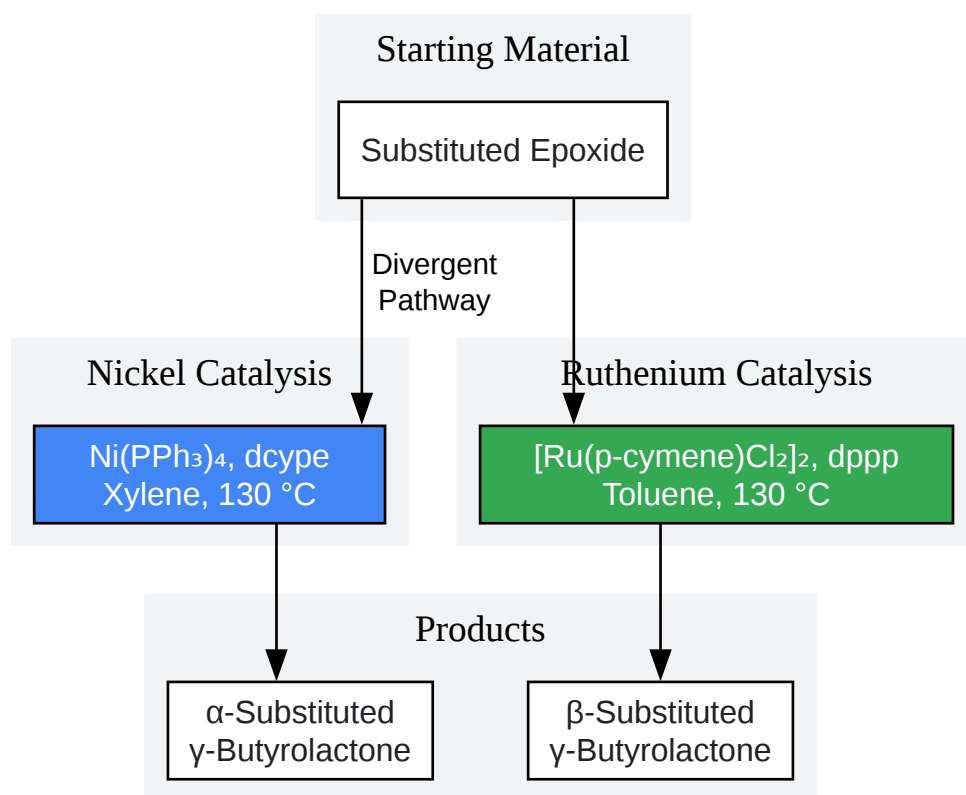 Starting Material
Substituted Epoxide
Divergent
Pathway
Nickel Catalysis
Ni(PPh₃)₄, dcype
Xylene, 130 °C
Ruthenium Catalysis
[Ru(p-cymene)Cl₂]₂, dppp
Toluene, 130 °C
Products
α-Substituted
γ-Butyrolactone
β-Substituted
γ-Butyrolactone